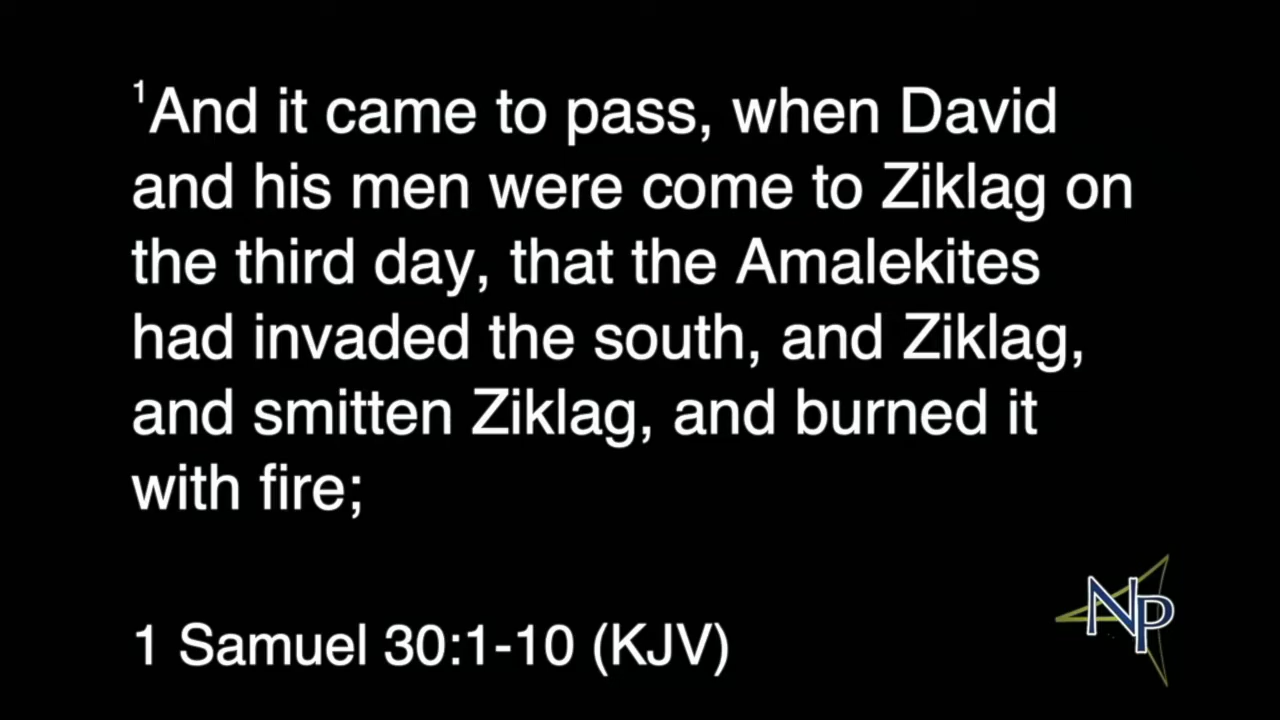 ¹And it came to pass, when David
and his men were come to Ziklag on
the third day, that the Amalekites
had invaded the south, and Ziklag,
and smitten Ziklag, and burned it
with fire;
1 Samuel 30:1-10 (KJV)
NP